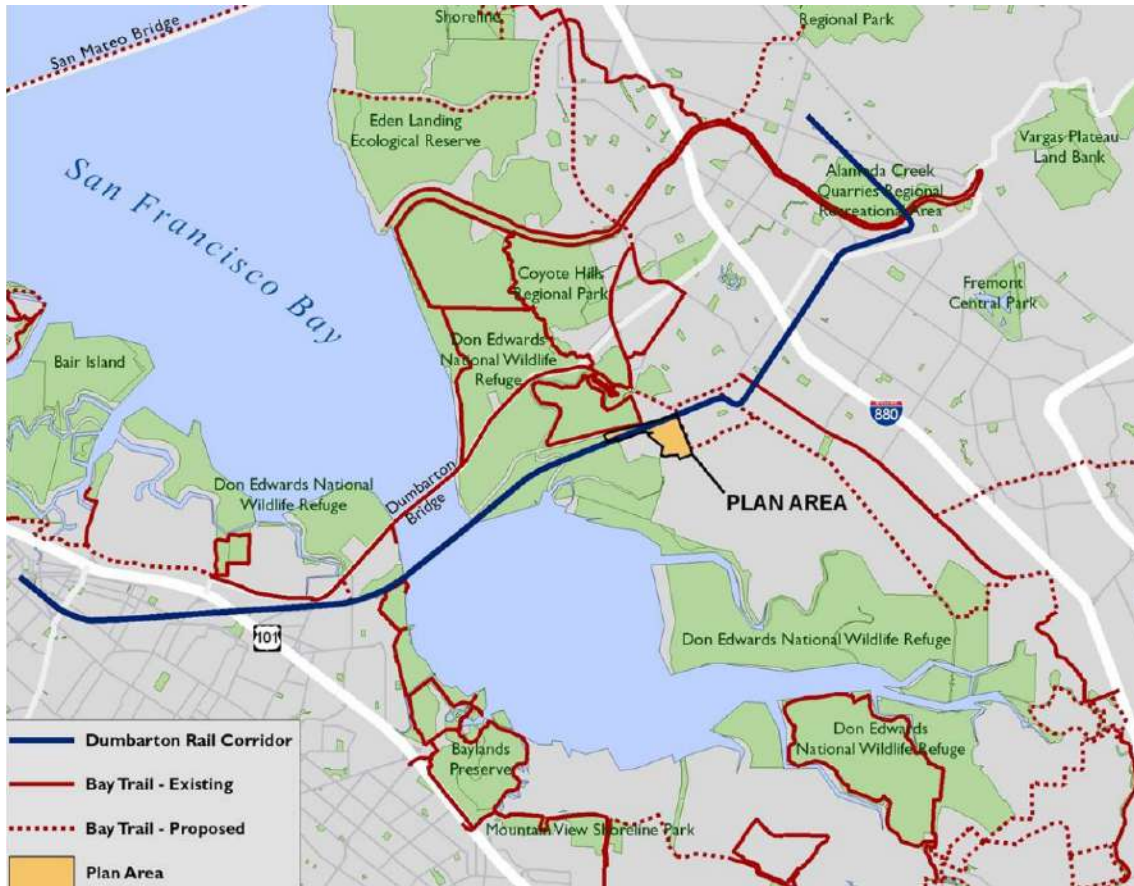 Shoreline
Regional Park
San Mateo Bridge
Eden Landing
Ecological Reserve
Vargas Plateau
Land Bank
San Francisco Bay
Alameda Creek
Quarries Regional
Recreational Area
Coyote Hills
Regional Park
Fremont
Central Park
Don Edwards
National Wildlife
Refuge
Bair Island
INTERSTATE
880
Don Edwards National
Wildlife Refuge
Dumbarton
Bridge
PLAN AREA
101
Don Edwards National Wildlife Refuge
Don Edwards
National Wildlife Refuge
Baylands
Preserve
Mountain View Shoreline Park
Dumbarton Rail Corridor
Bay Trail - Existing
Bay Trail - Proposed
Plan Area